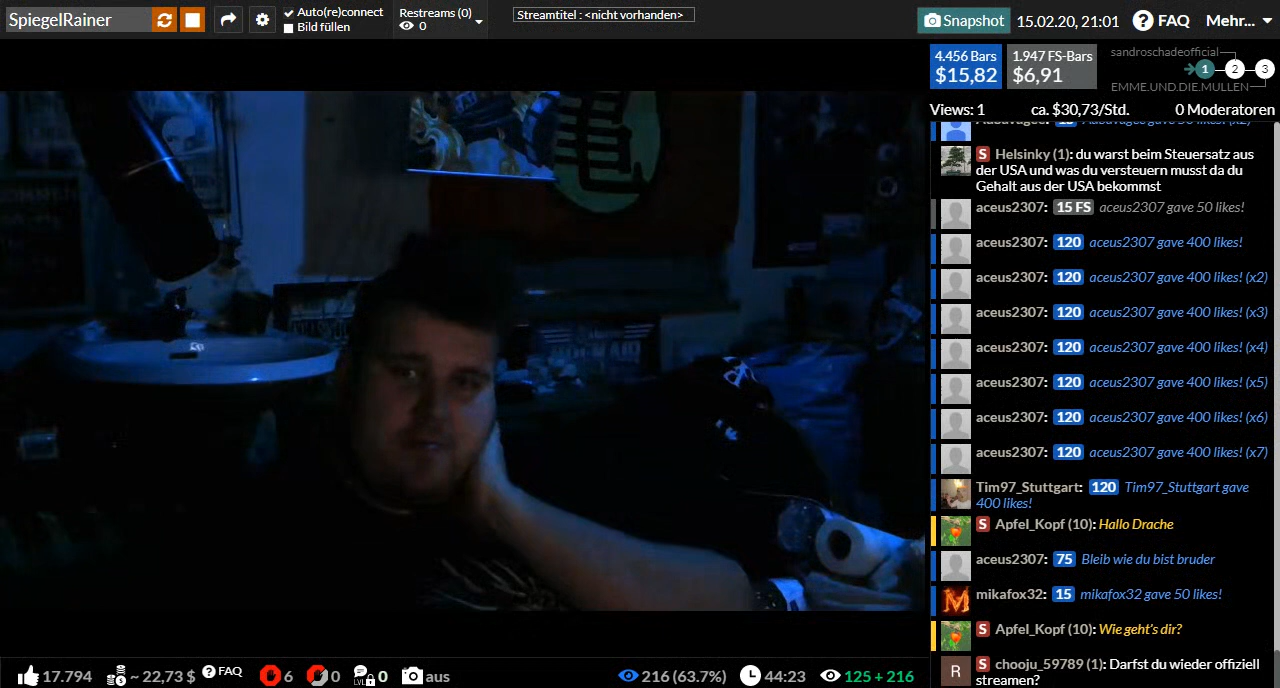 SpiegelRainer
Auto(re)connect
Bild füllen
Restreams (0)
0
Streamtitel : <nicht vorhanden>
Snapshot
15.02.20, 21:01
FAQ
Mehr...
4.456 Bars
$15,82
1.947 FS-Bars
$6,91
sandroschadeofficial
1 2 3
EMME.UND.DIE.MULLEN
Views: 1
ca. $30,73/Std.
0 Moderatoren
S Helsinky (1): du warst beim Steuersatz aus
der USA und was du versteuern musst da du
Gehalt aus der USA bekommst
aceus2307: 15 FS aceus2307 gave 50 likes!
aceus2307: 120 aceus2307 gave 400 likes!
aceus2307: 120 aceus2307 gave 400 likes! (x2)
aceus2307: 120 aceus2307 gave 400 likes! (x3)
aceus2307: 120 aceus2307 gave 400 likes! (x4)
aceus2307: 120 aceus2307 gave 400 likes! (x5)
aceus2307: 120 aceus2307 gave 400 likes! (x6)
aceus2307: 120 aceus2307 gave 400 likes! (x7)
Tim97_Stuttgart: 120 Tim97_Stuttgart gave
400 likes!
S Apfel_Kopf (10): Hallo Drache
aceus2307: 75 Bleib wie du bist bruder
M
mikafox32: 15 mikafox32 gave 50 likes!
S Apfel_Kopf (10): Wie geht's dir?
R
S chooju_59789 (1): Darfst du wieder offiziell
streamen?
17.794
~ 22,73 $
FAQ
6
0
LVL
0
aus
216 (63.7%)
44:23
125 + 216